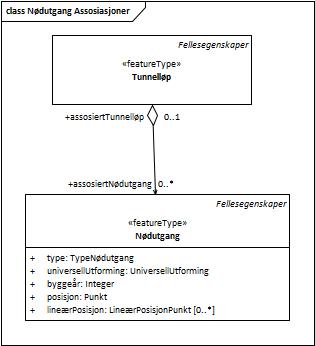 class Nødutgang Assosiasjoner
Fellesegenskaper
«featureType»
Tunnelløp
+assosiertTunnelløp 0..1
+assosiertNødutgang 0..*
Fellesegenskaper
«featureType»
Nødutgang
+ type: TypeNødutgang
+ universellUtforming: UniversellUtforming
+ byggeår: Integer
+ posisjon: Punkt
+ lineærPosisjon: LineærPosisjonPunkt [0..*]